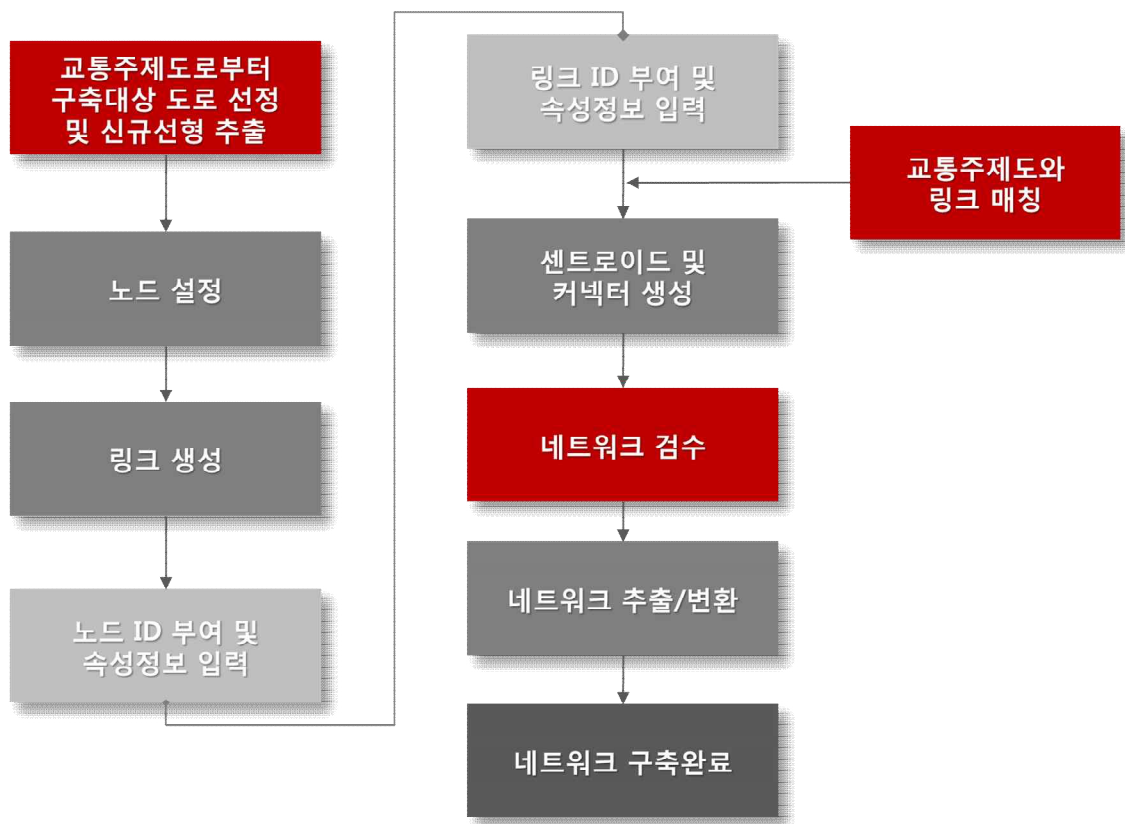 교통주제도로부터
구축대상 도로 선정
및 신규선형 추출
노드 설정
링크 생성
노드 ID 부여 및
속성정보 입력
링크 ID 부여 및
속성정보 입력
교통주제도와
링크 매칭
센트로이드 및
커넥터 생성
네트워크 검수
네트워크 추출/변환
네트워크 구축완료